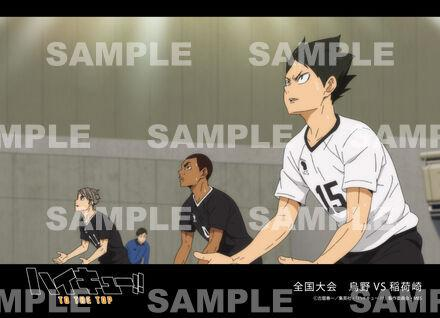 SAMPLE SAMPLE SAMPLE
SAMPLE SAMPLE
SAMPLE SAMPLE SAMPLE
15
ハイキュー!!
TO THE TOP
全国大会　烏野 VS 稲荷崎
SAMPLE SAMPLE